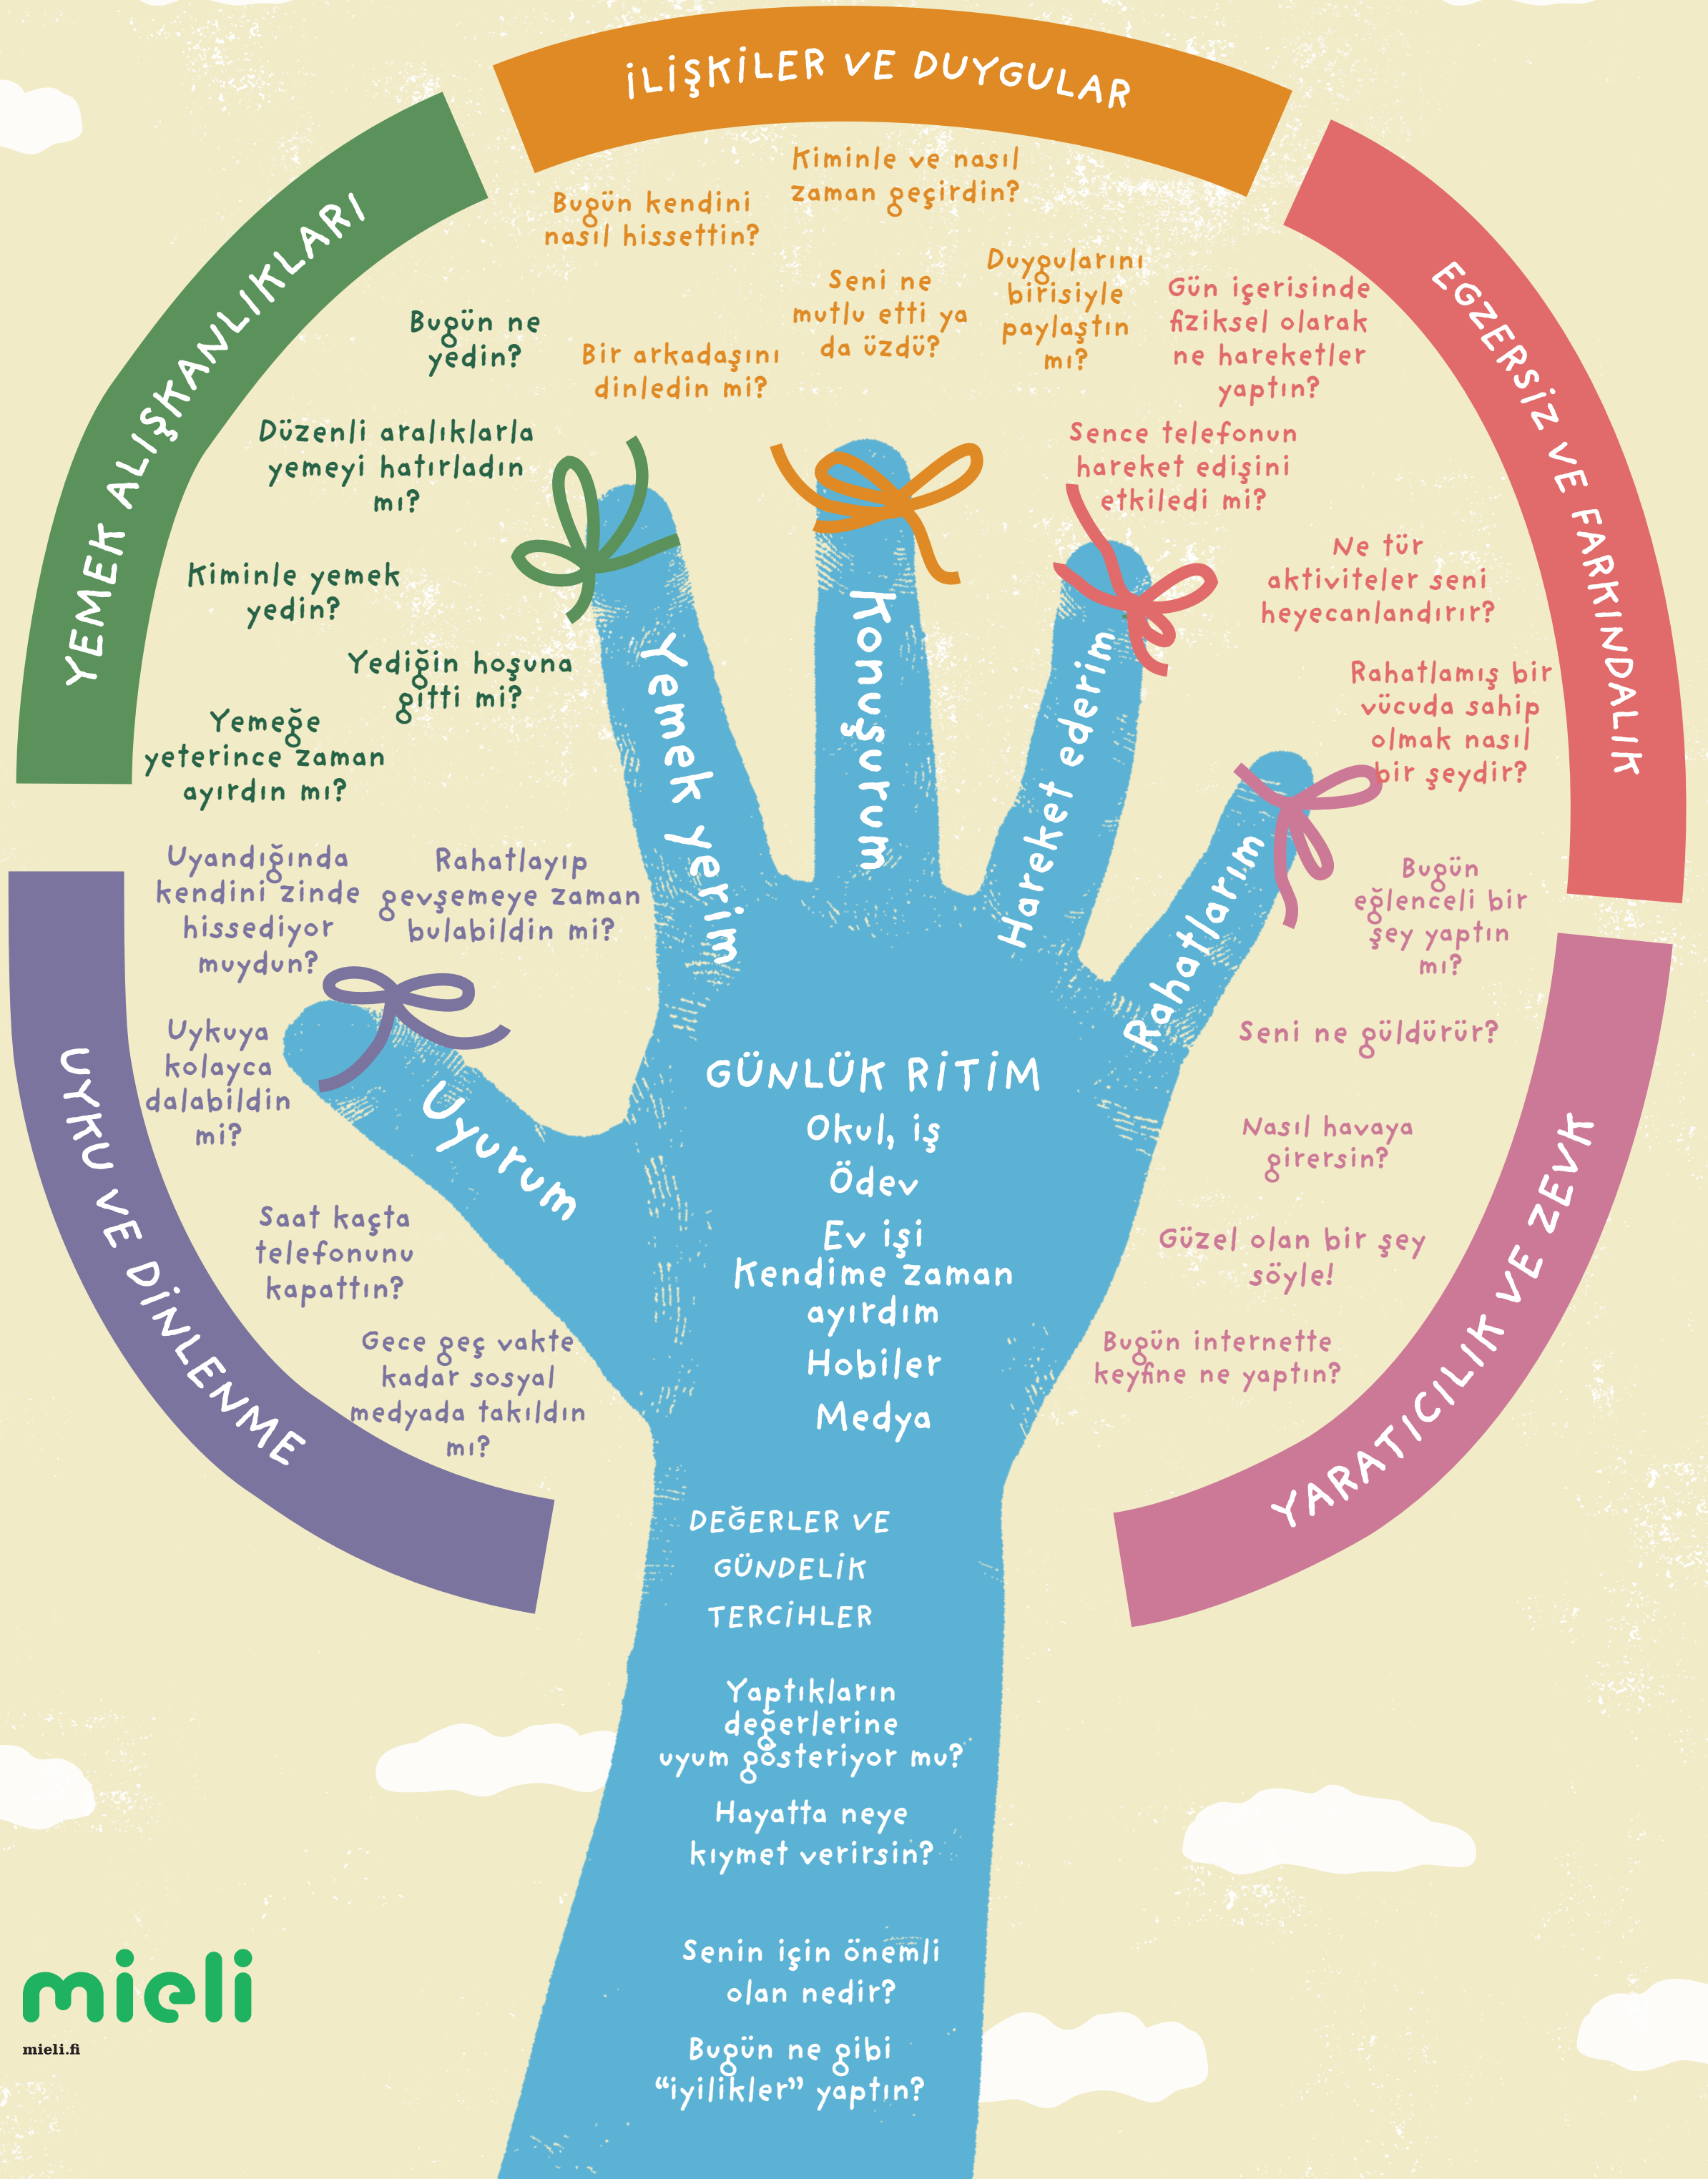 İLİŞKİLER VE DUYGULAR
Kiminle ve nasıl
zaman geçirdin?
Bugün kendini
nasıl hissettin?
Seni ne
mutlu etti ya
da üzdü?
Duygularını
birisiyle
paylaştın
mı?
Bir arkadaşını
dinledin mi?
YEMEK ALIŞKANLIKLARI
Bugün ne
yedin?
Düzenli aralıklarla
yemeyi hatırladın
mı?
Kiminle yemek
yedin?
Yediğin hoşuna
gitti mi?
Yemeğe
yeterince zaman
ayırdın mı?
EGZERSİZ VE FARKINDALIK
Gün içerisinde
fiziksel olarak
ne hareketler
yaptın?
Sence telefonun
hareket edişini
etkiledi mi?
Ne tür
aktiviteler seni
heyecanlandırır?
Rahatlamış bir
vücuda sahip
olmak nasıl
bir şeydir?
UYKU VE DİNLENME
Uyandığında
kendini zinde
hissediyor
muydun?
Rahatlayıp
gevşemeye zaman
bulabildin mi?
Uykuya
kolayca
dalabildin
mi?
Saat kaçta
telefonunu
kapattın?
Gece geç vakte
kadar sosyal
medyada takıldın
mı?
YARATICILIK VE ZEVK
Bugün
eğlenceli bir
şey yaptın
mı?
Seni ne güldürür?
Nasıl havaya
girersin?
Güzel olan bir şey
söyle!
Bugün internette
keyfine ne yaptın?
Uyurum
Yemek yerim
Konuşurum
Hareket ederim
Rahatlarım
GÜNLÜK RİTİM
Okul, iş
Ödev
Ev işi
Kendime zaman
ayırdım
Hobiler
Medya
DEĞERLER VE
GÜNDELİK
TERCİHLER
Yaptıkların
değerlerine
uyum gösteriyor mu?
Hayatta neye
kıymet verirsin?
Senin için önemli
olan nedir?
Bugün ne gibi
“iyilikler” yaptın?
mieli
mieli.fi